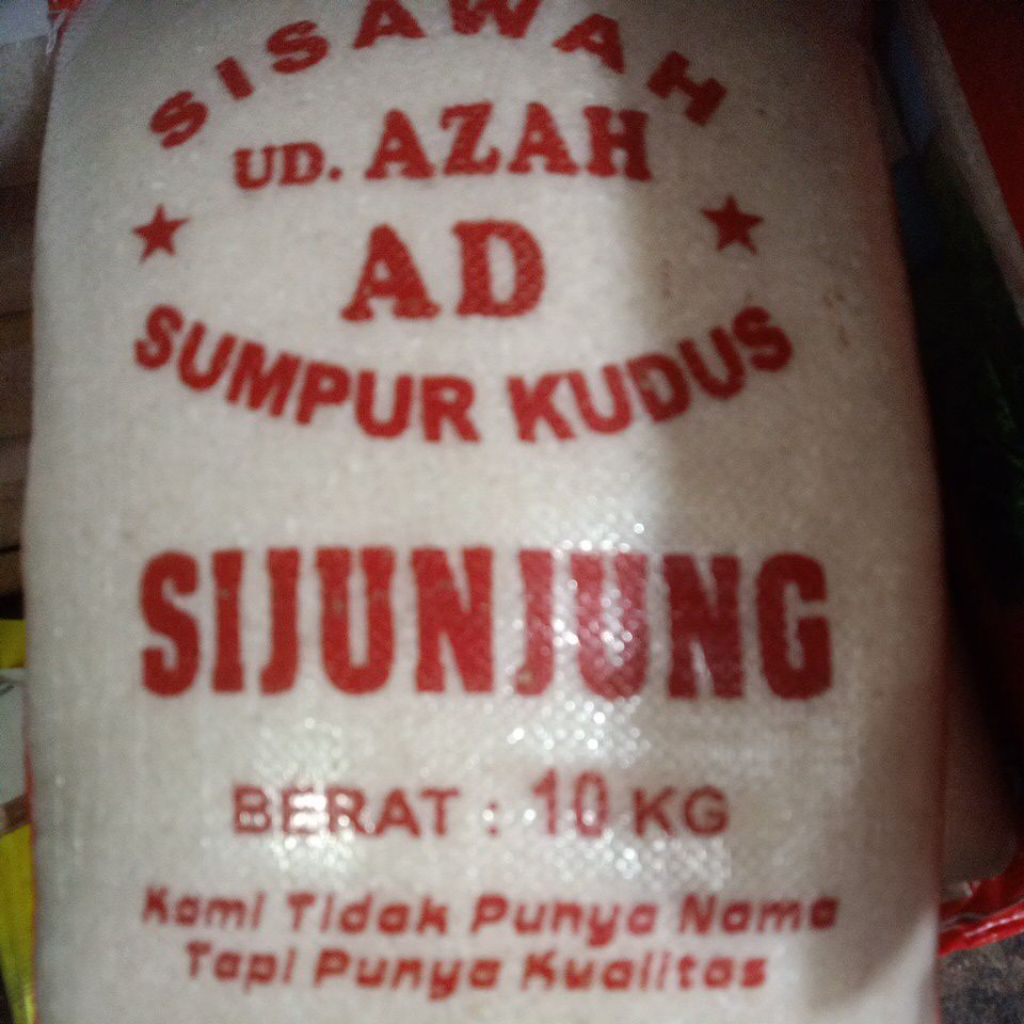 SISAWAH
UD. AZAH
AD
SUMPUR KUDUS
SIJUNJUNG
BERAT : 10 KG
Kami Tidak Punya Nama
Tapi Punya Kualitas